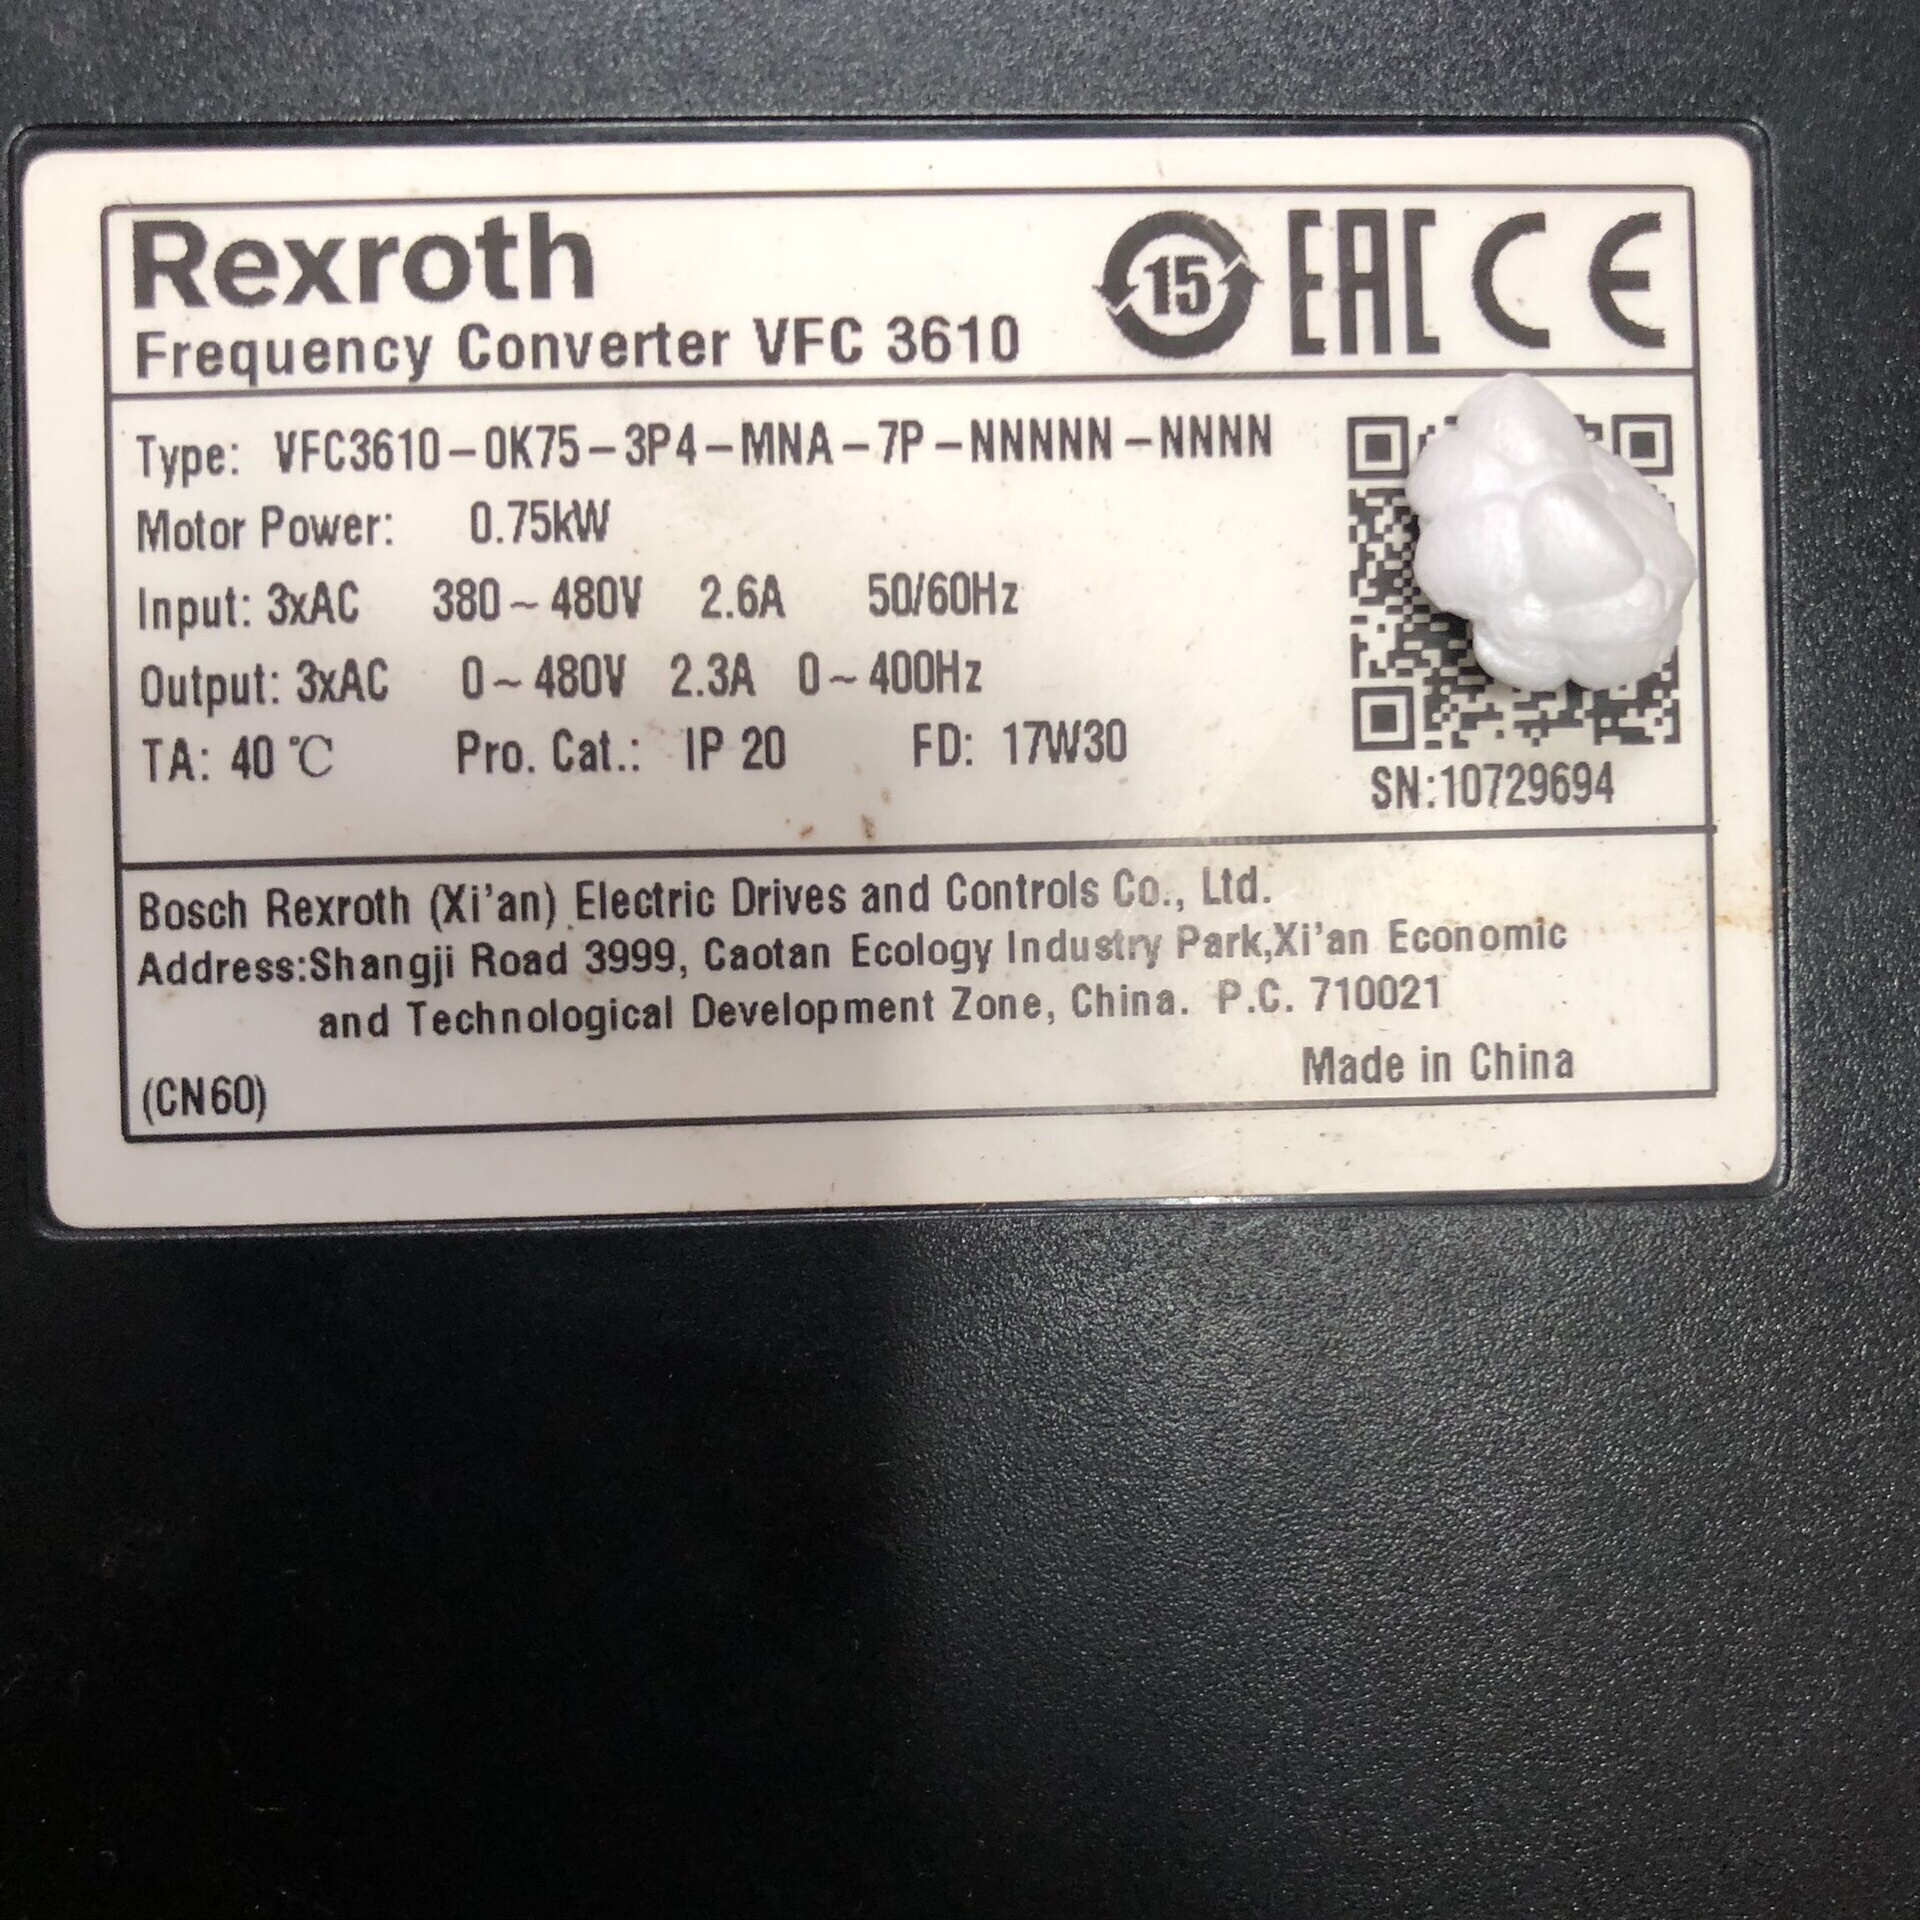 Rexroth
Frequency Converter VFC 3610
15 EAC CE
Type: VFC3610-0K75-3P4-MNA-7P-NNNNN-NNNN
Motor Power: 0.75kW
Input: 3xAC 380~480V 2.6A 50/60Hz
Output: 3xAC 0~480V 2.3A 0~400Hz
TA: 40 ℃ Pro. Cat.: IP 20 FD: 17W30
SN:10729694
Bosch Rexroth (Xi'an) Electric Drives and Controls Co., Ltd.
Address:Shangji Road 3999, Caotan Ecology Industry Park,Xi'an Economic
and Technological Development Zone, China. P.C. 710021
Made in China
(CN60)